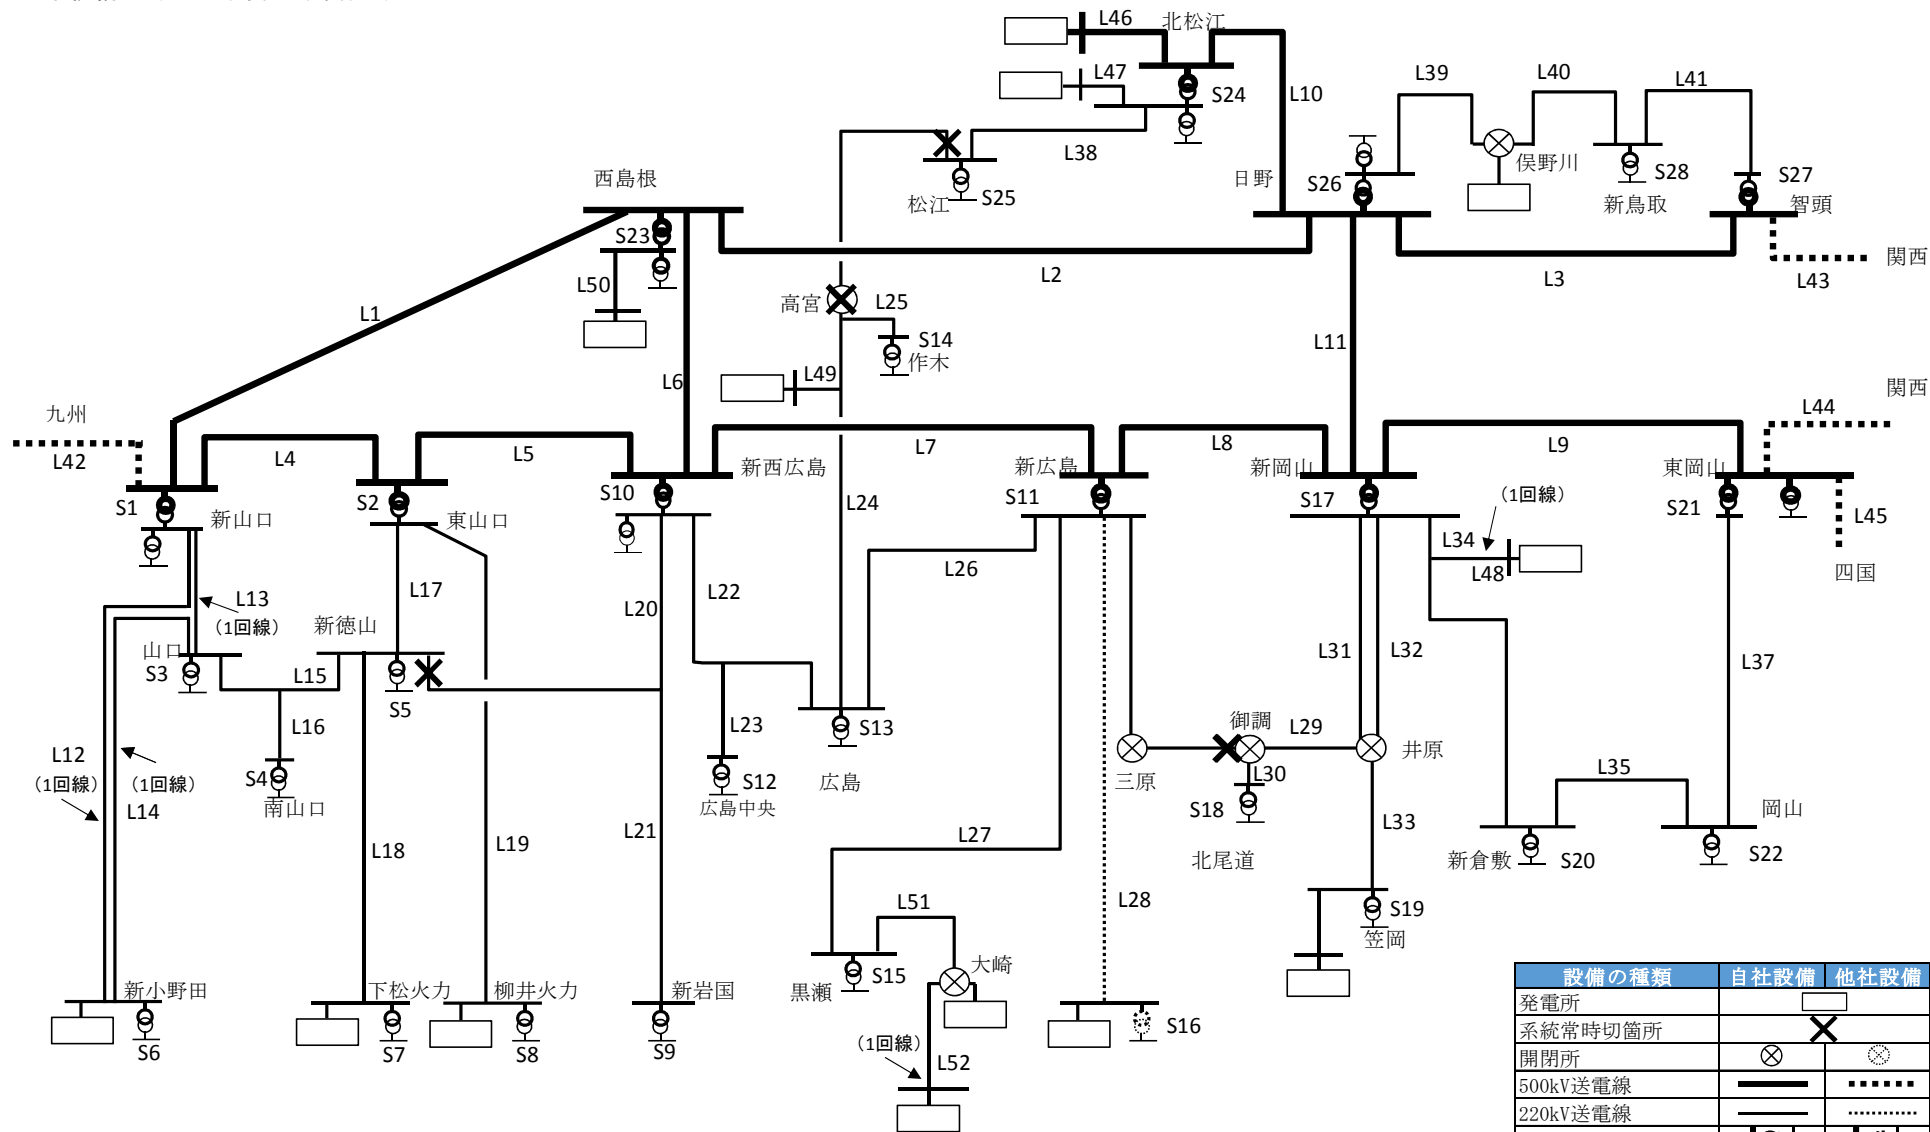 L46
北松江
L47
S24
L10
L39
L40
L41
L38
西島根
日野
S26
俣野川
S28
S27
松江
S25
新鳥取
智頭
S23
関西
L50
L2
L3
L43
高宮
L25
L1
L11
S14
作木
L6
L49
九州
関西
L44
L42
L4
L5
L7
L8
L9
新西広島
新広島
新岡山
東岡山
S1
S2
S10
S11
S17
(1回線)
S21
新山口
東山口
L24
L45
L34
L26
L48
四国
L17
L13
(1回線)
L20
L22
新徳山
山口
S3
L31
L32
L37
L15
S5
L16
L23
S13
御調
L29
井原
L12
(1回線)
(1回線)
L14
S4
南山口
S12
広島中央
広島
三原
L30
S18
L35
岡山
L21
L27
L33
L18
L19
北尾道
新倉敷
S20
S22
L51
L28
S19
笠岡
新小野田
下松火力
柳井火力
新岩国
黒瀬
S15
大崎
S6
S7
S8
S9
(1回線)
L52
S16
設備の種類 自社設備 他社設備
発電所
系統常時切箇所
開閉所
500kV送電線
220kV送電線